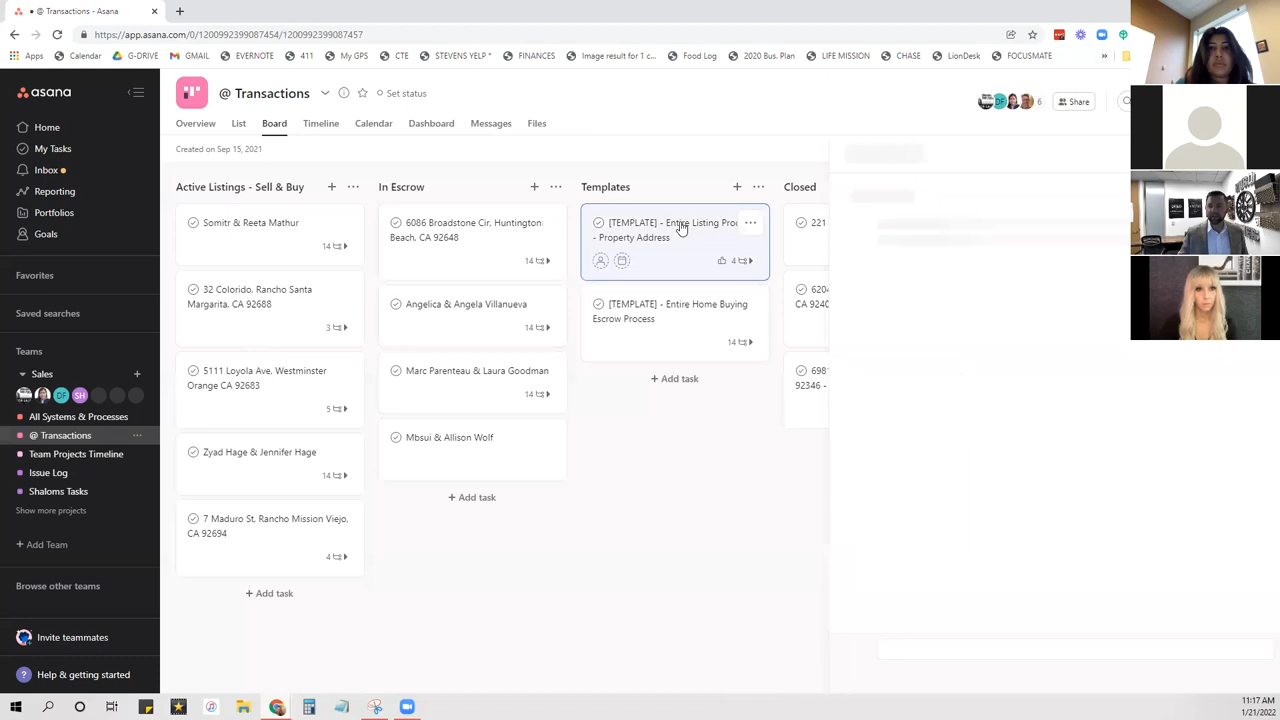 @ Transactions - Asana
https://app.asana.com/0/1200992399087454/1200992399087457
Apps
Calendar
G-DRIVE
GMAIL
EVERNOTE
411
My GPS
CTE
STEVENS YELP *
FINANCES
Image result for 1 c...
Food Log
2020 Bus. Plan
LIFE MISSION
CHASE
LionDesk
FOCUSMATE
»
asana
Home
My Tasks
Inbox
Reporting
Portfolios
Goals
Favorites
Saved searches
Teams
Sales
DF
SH
All Systems & Processes
@ Transactions
Team Projects Timeline
Issue Log
Shaloms Tasks
Show more projects
+ Add Team
Browse other teams
Invite teammates
? Help & getting started
@ Transactions
Set status
DF
6
Share
Overview
List
Board
Timeline
Calendar
Dashboard
Messages
Files
Created on Sep 15, 2021
Active Listings - Sell & Buy
Somitr & Reeta Mathur
14
32 Colorido, Rancho Santa
Margarita, CA 92688
3
5111 Loyola Ave, Westminster
Orange CA 92683
5
Zyad Hage & Jennifer Hage
14
7 Maduro St, Rancho Mission Viejo,
CA 92694
4
+ Add task
In Escrow
6086 Broadstone Cir, Huntington
Beach, CA 92648
14
Angelica & Angela Villanueva
14
Marc Parenteau & Laura Goodman
14
Mbsui & Allison Wolf
+ Add task
Templates
[TEMPLATE] - Entire Listing Pro
- Property Address
4
[TEMPLATE] - Entire Home Buying
Escrow Process
14
+ Add task
Closed
221
6204
CA 9240
6981
92346 -
11:17 AM
1/21/2022